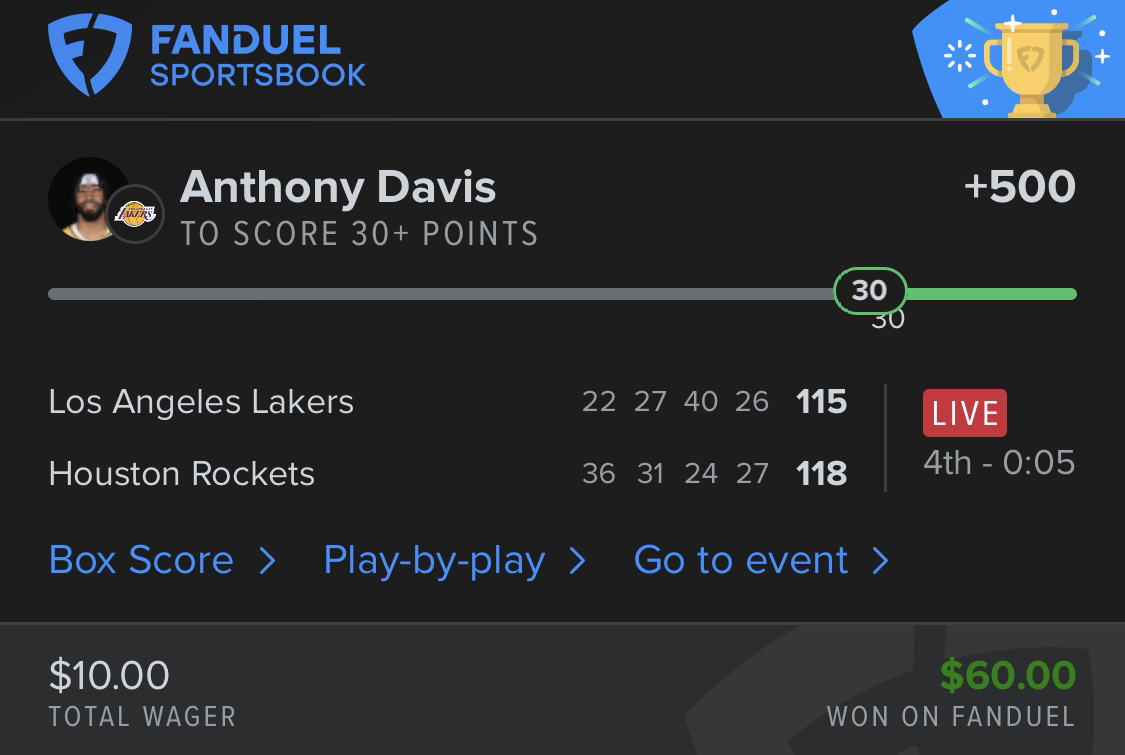 FANDUEL
SPORTSBOOK
Anthony Davis +500
LAKERS
TO SCORE 30+ POINTS
30
30
Los Angeles Lakers 22 27 40 26 115 LIVE
4th - 0:05
Houston Rockets 36 31 24 27 118
Box Score > Play-by-play > Go to event >
$10.00 $60.00
TOTAL WAGER WON ON FANDUEL